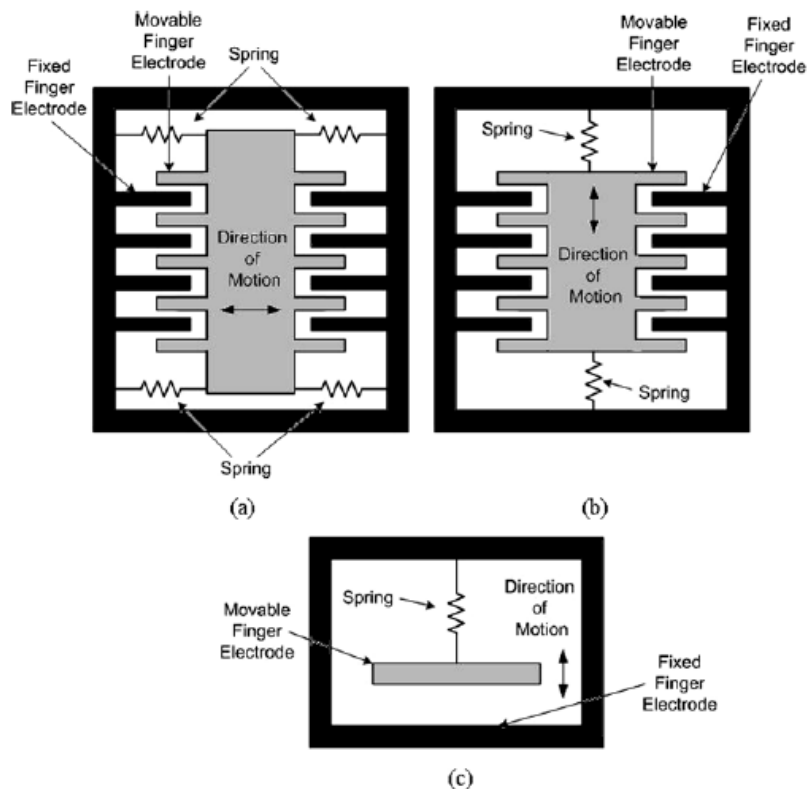 Movable
Finger
Electrode
Spring
Fixed
Finger
Electrode
Direction
of
Motion
Spring
(a)
Movable
Finger
Electrode
Fixed
Finger
Electrode
Spring
Direction
of
Motion
Spring
(b)
Spring
Direction
of
Motion
Movable
Finger
Electrode
Fixed
Finger
Electrode
(c)